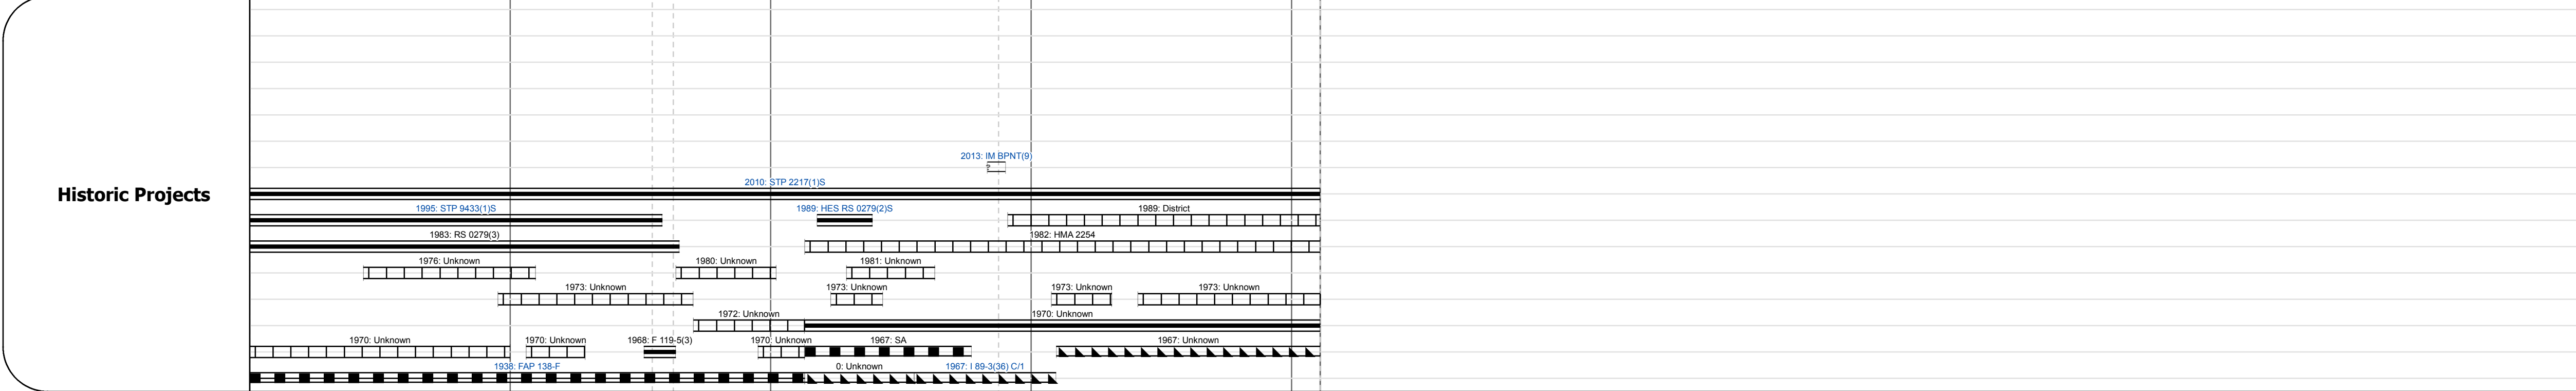 2013: IM BPNT(9)
2010: STP 2217(1)S
Historic Projects
1995: STP 9433(1)S
1989: HES RS 0279(2)S
1989: District
1983: RS 0279(3)
1982: HMA 2254
1976: Unknown
1980: Unknown
1981: Unknown
1973: Unknown
1973: Unknown
1973: Unknown
1973: Unknown
1972: Unknown
1970: Unknown
1970: Unknown
1970: Unknown
1968: F 119-5(3)
1970: Unknown
1967: SA
1967: Unknown
1938: FAP 138-F
0: Unknown
1967: I 89-3(36) C/1